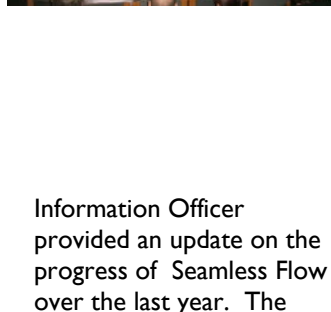 Information Officer
provided an update on the
progress of Seamless Flow
over the last year. The